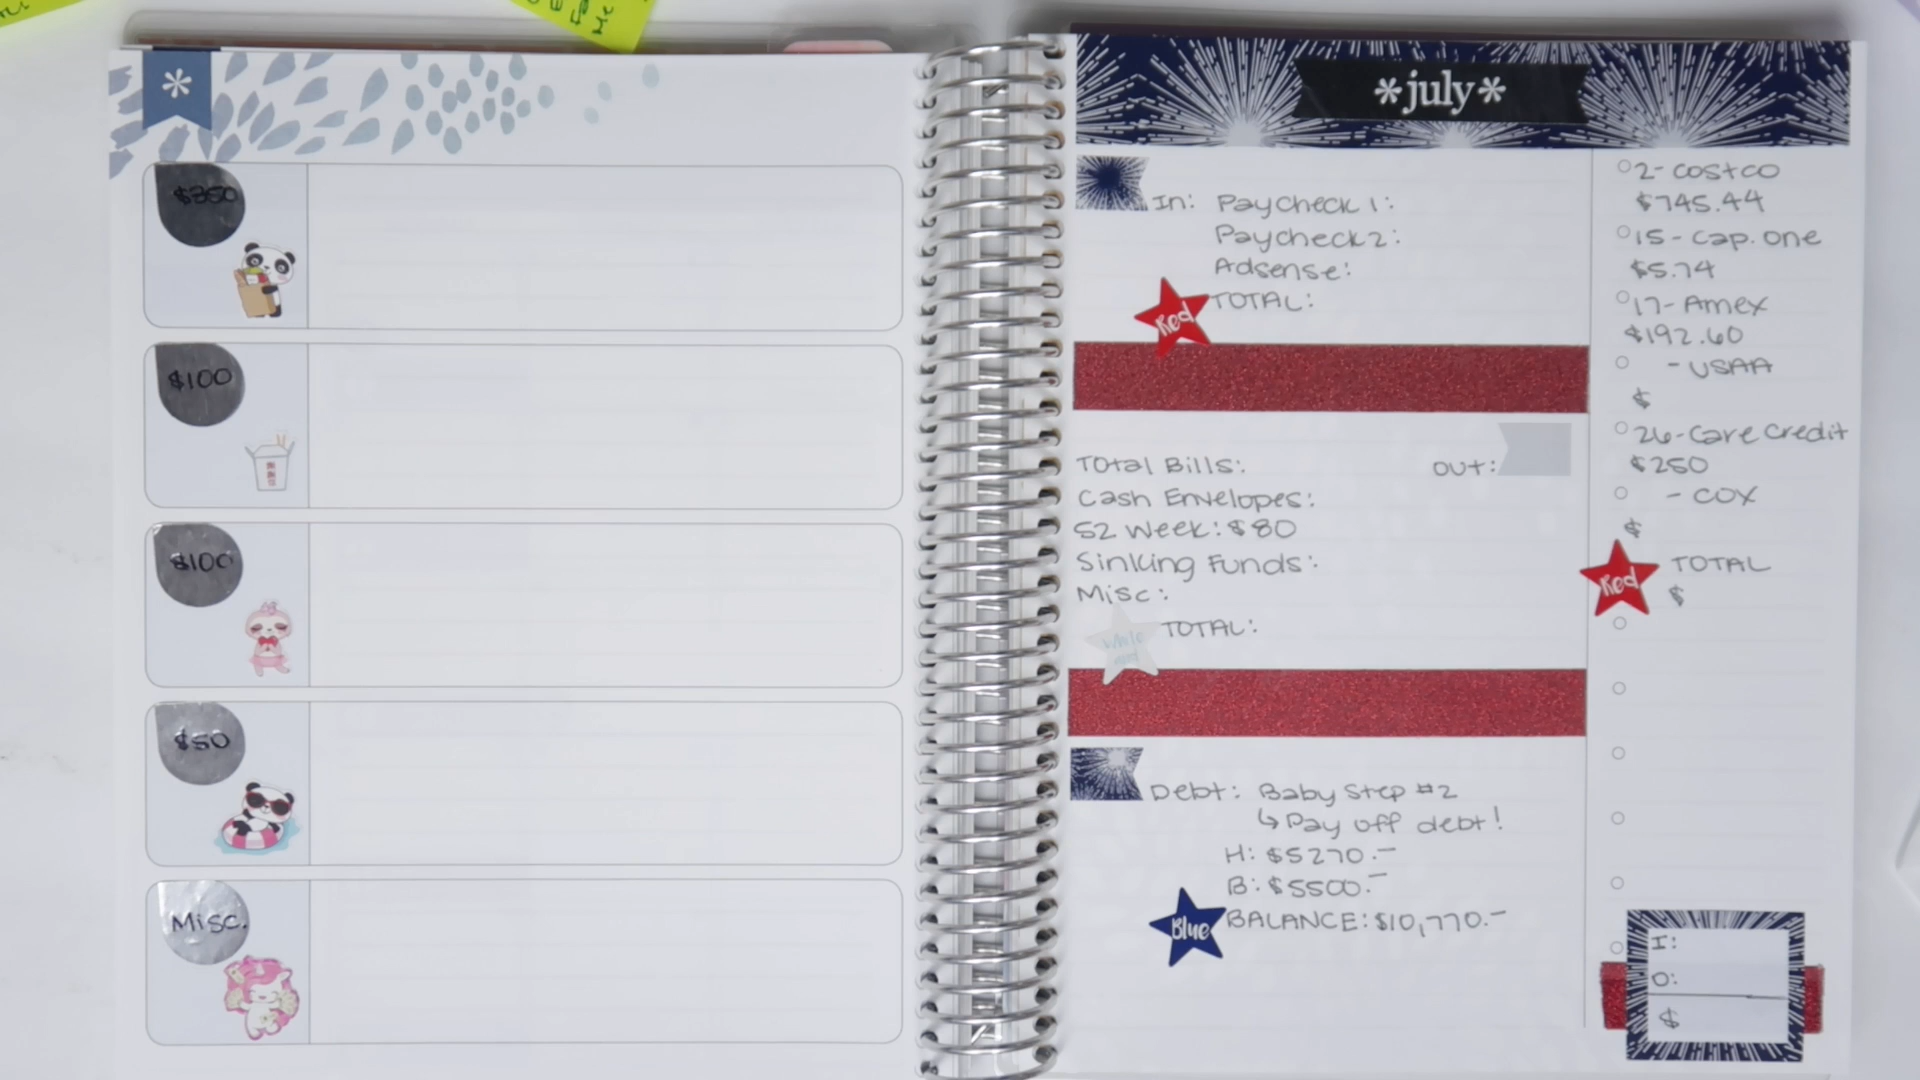 *
$350
$100
$100
$50
Misc.
*july*
In: Paycheck 1:
Paycheck 2:
Adsense:
TOTAL:
Red
Total Bills:
out:
Cash Envelopes:
52 Week: $80
Sinking Funds:
Misc:
TOTAL:
White
Debt: Baby Step #2
↳ Pay off debt!
H: $5270.-
B: $5500.-
BALANCE: $10,770.-
Blue
2- Costco
$745.44
15- Cap. One
$5.74
17- Amex
$192.60
- USAA
$
26- Care Credit
$250
- COX
$
Red
TOTAL
$
I:
O:
$